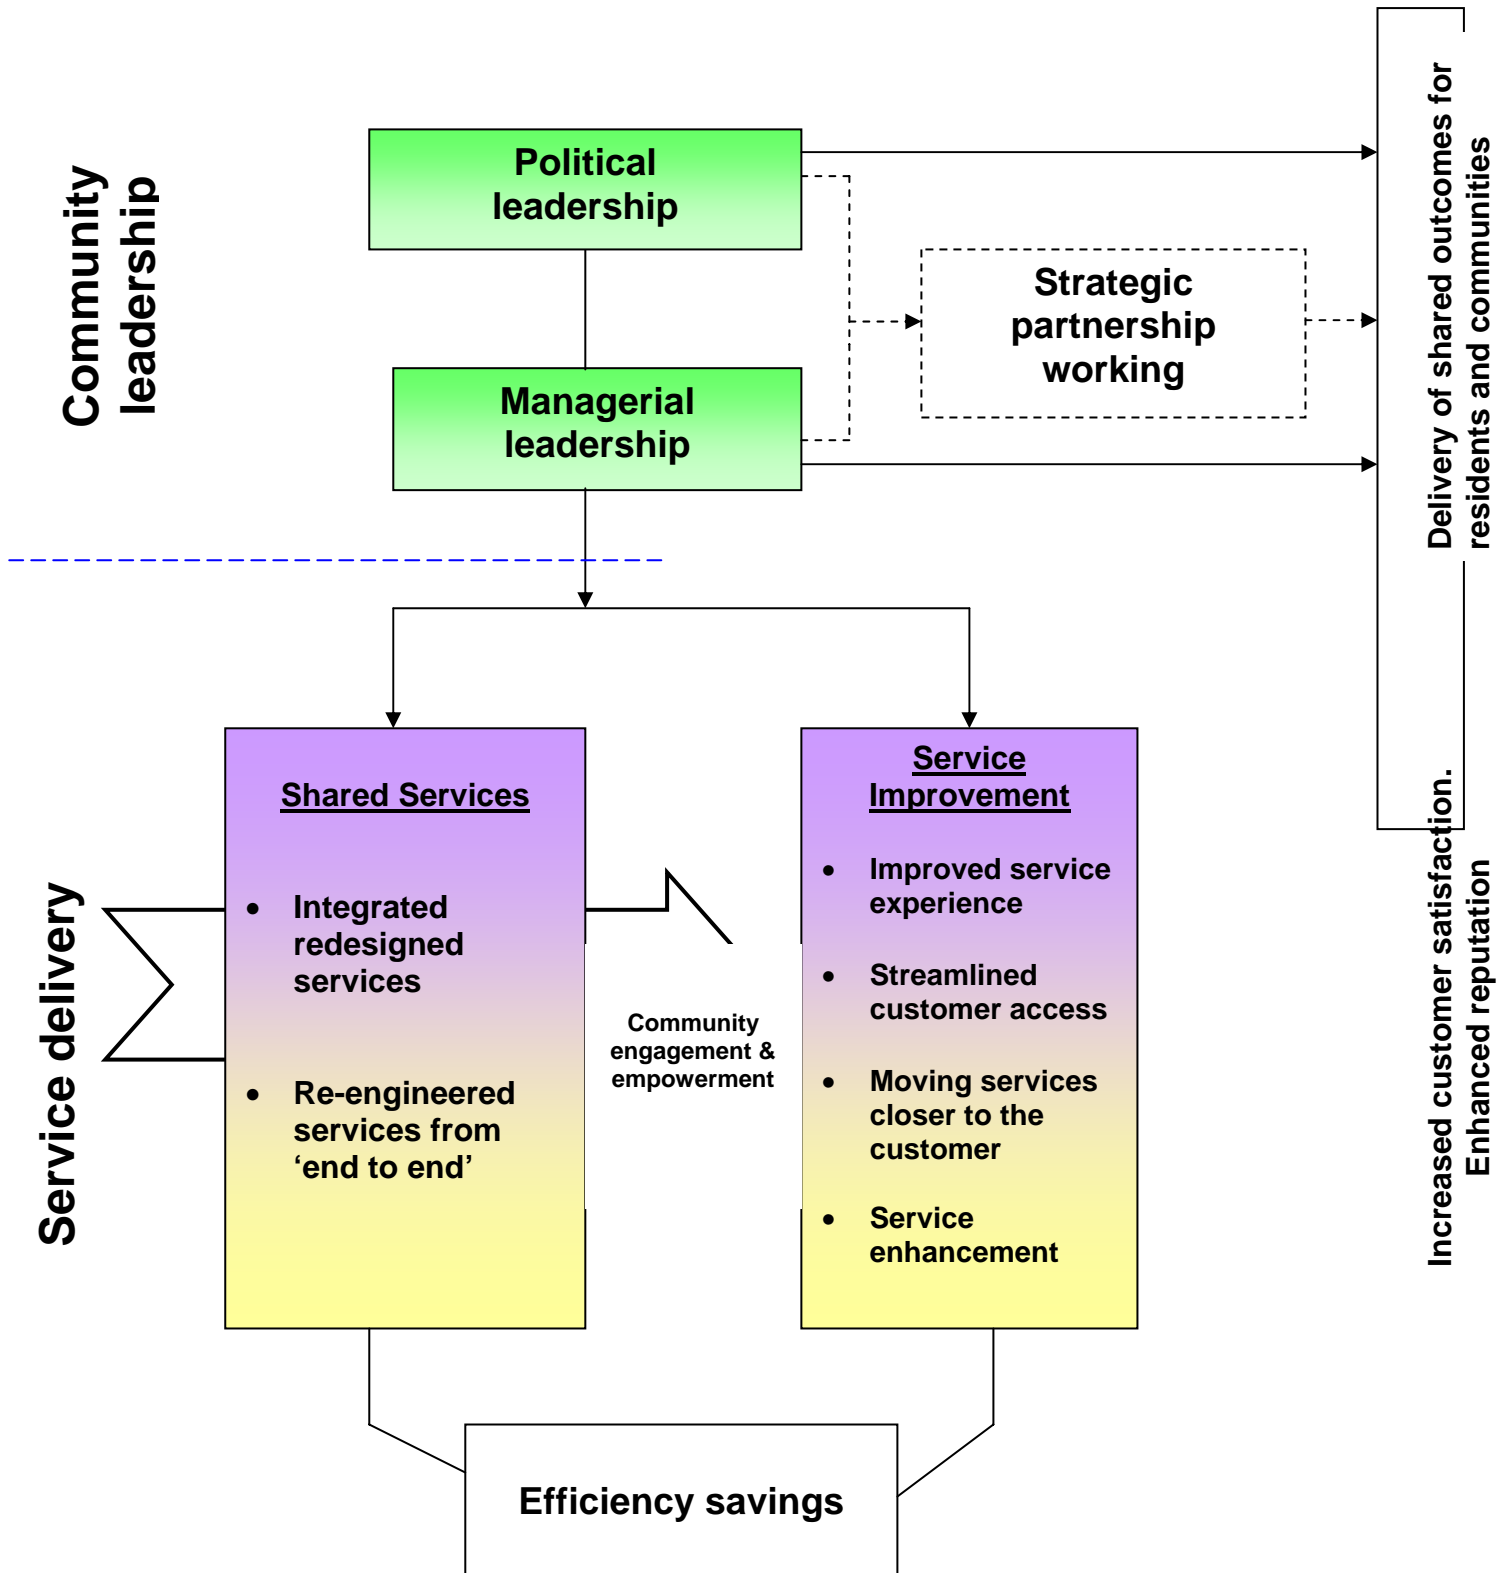 Community
leadership
Political
leadership
Strategic
partnership
working
Managerial
leadership
Delivery of shared outcomes for
residents and communities
Service delivery
Shared Services
• Integrated
redesigned
services
• Re-engineered
services from
‘end to end’
Community
engagement &
empowerment
Service
Improvement
• Improved service
experience
• Streamlined
customer access
• Moving services
closer to the
customer
• Service
enhancement
Increased customer satisfaction.
Enhanced reputation
Efficiency savings